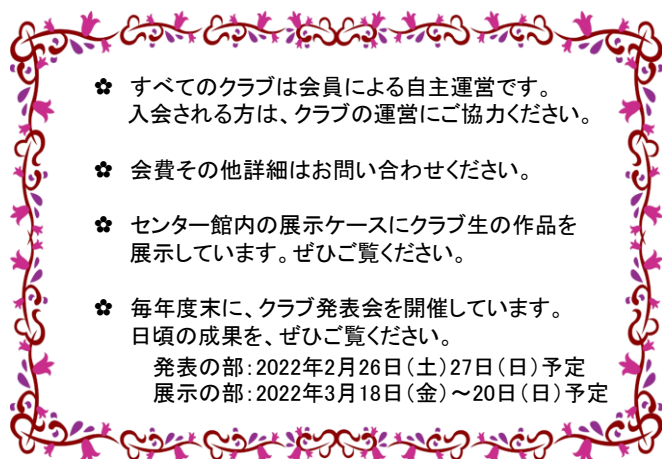 ✿ すべてのクラブは会員による自主運営です。
入会される方は、クラブの運営にご協力ください。
✿ 会費その他詳細はお問い合わせください。
✿ センター館内の展示ケースにクラブ生の作品を
展示しています。ぜひご覧ください。
✿ 毎年度末に、クラブ発表会を開催しています。
日頃の成果を、ぜひご覧ください。
発表の部：2022年2月26日（土）27日（日）予定
展示の部：2022年3月18日（金）～20日（日）予定